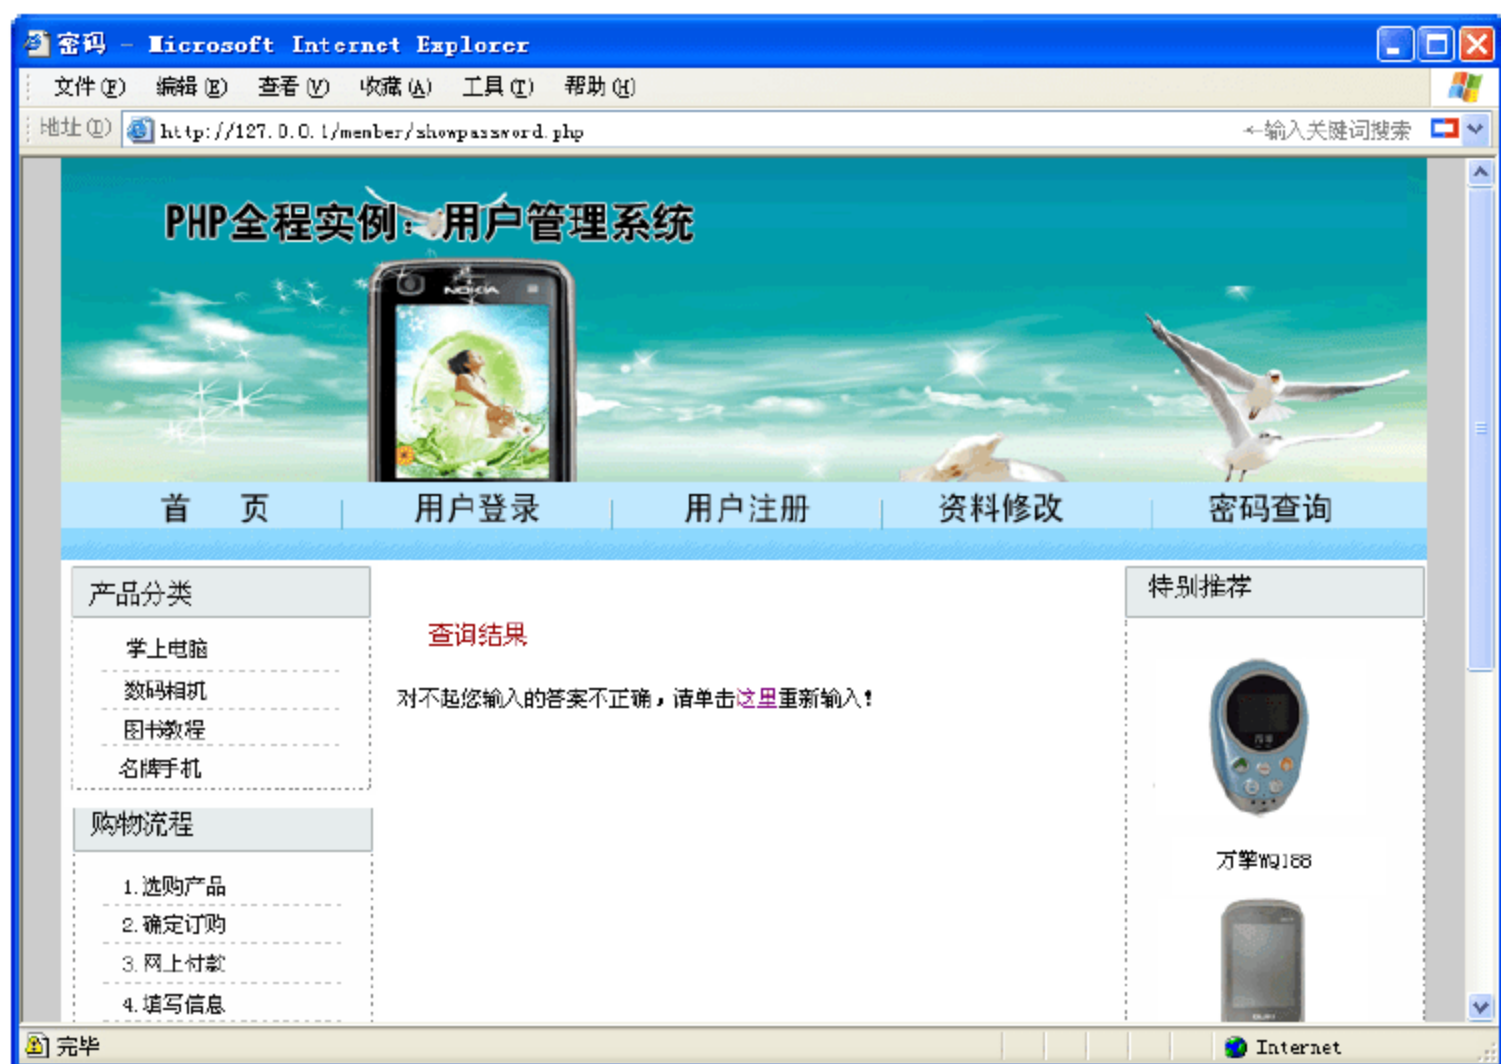 密码 - Microsoft Internet Explorer
文件(F) 编辑(E) 查看(V) 收藏(A) 工具(T) 帮助(H)
地址(D) http://127.0.0.1/member/showpassword.php ←输入关键词搜索
PHP全程实例：用户管理系统
NOKIA
首 页 用户登录 用户注册 资料修改 密码查询
产品分类
掌上电脑
数码相机
图书教程
名牌手机
购物流程
1.选购产品
2.确定订购
3.网上付款
4.填写信息
查询结果
对不起您输入的答案不正确，请单击这里重新输入！
特别推荐
万擎WQ188
完毕 Internet